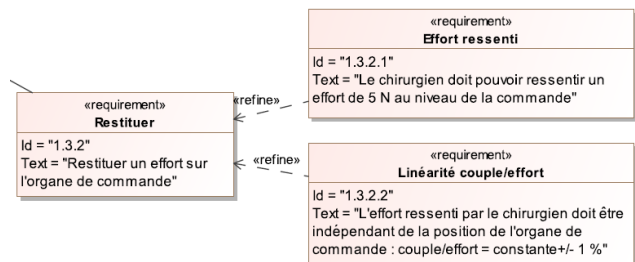 «requirement»
Effort ressenti
Id = "1.3.2.1"
Text = "Le chirurgien doit pouvoir ressentir un
effort de 5 N au niveau de la commande"
«refine»
«requirement»
Restituer
Id = "1.3.2"
Text = "Restituer un effort sur
l'organe de commande"
«refine»
«requirement»
Linéarité couple/effort
Id = "1.3.2.2"
Text = "L'effort ressenti par le chirurgien doit être
indépendant de la position de l'organe de
commande : couple/effort = constante+/- 1 %"